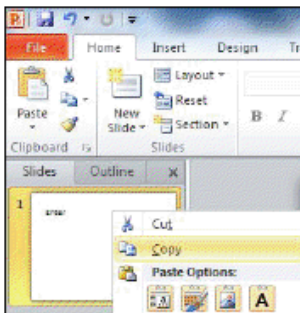 File Home Insert Design Tr
Layout
Reset
Section
Paste
New
Slide
B I
Clipboard Slides
Slides Outline x
1
Cut
Copy
Paste Options:
A